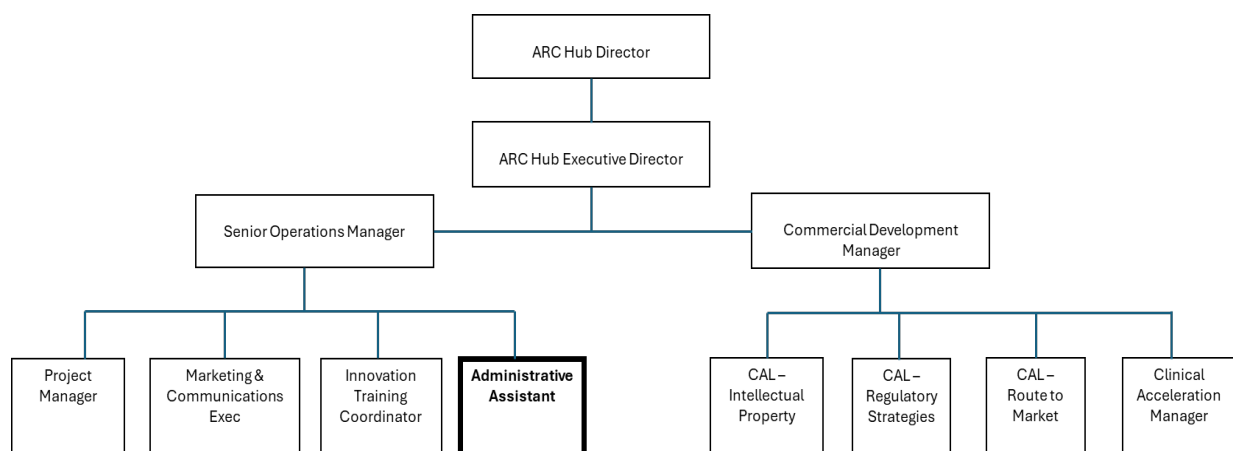 ARC Hub Director
ARC Hub Executive Director
Senior Operations Manager
Commercial Development
Manager
Project
Manager
Marketing &
Communications
Exec
Innovation
Training
Coordinator
Administrative
Assistant
CAL –
Intellectual
Property
CAL –
Regulatory
Strategies
CAL –
Route to
Market
Clinical
Acceleration
Manager